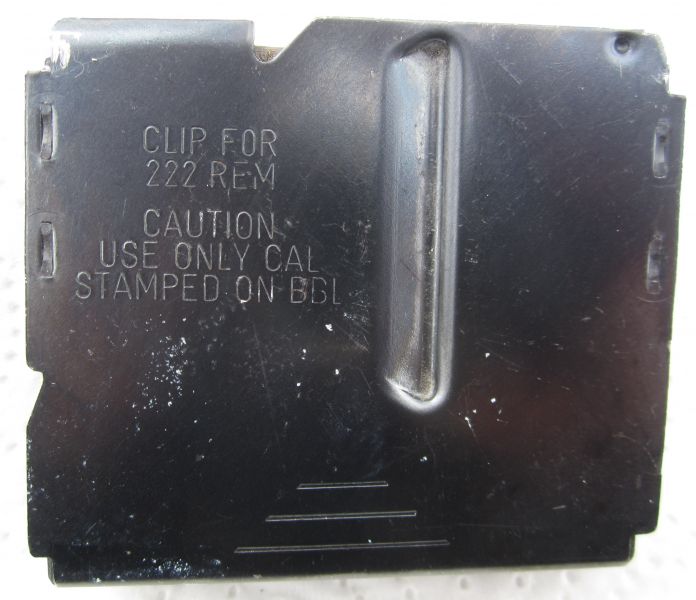 CLIP FOR
222 REM
CAUTION
USE ONLY CAL
STAMPED ON BBL